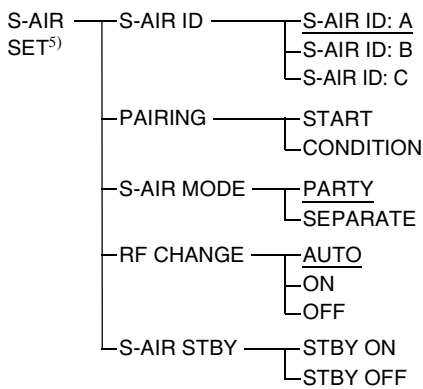 S-AIR S-AIR ID S-AIR ID: A
SET5) S-AIR ID: B
S-AIR ID: C
PAIRING START
CONDITION
S-AIR MODE PARTY
SEPARATE
RF CHANGE AUTO
ON
OFF
S-AIR STBY STBY ON
STBY OFF